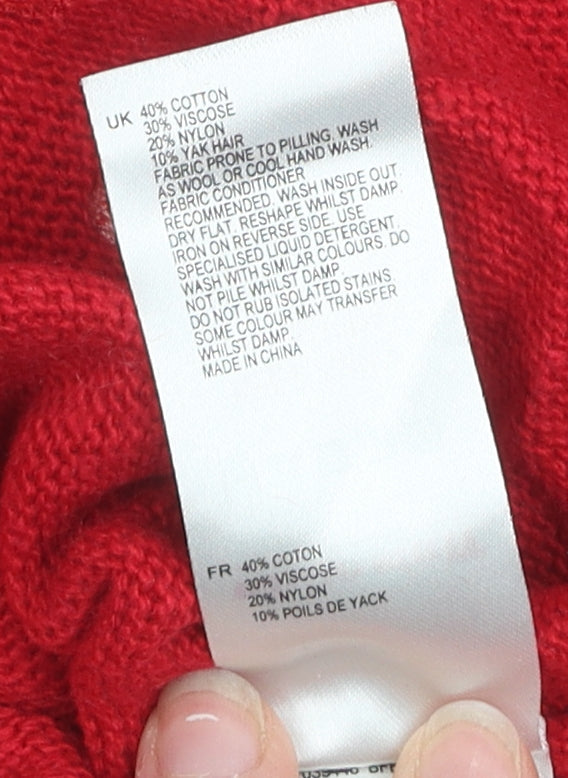 UK 40% COTTON
30% VISCOSE
20% NYLON
10% YAK HAIR
FABRIC PRONE TO PILLING. WASH
AS WOOL OR COOL HAND WASH.
FABRIC CONDITIONER
RECOMMENDED. WASH INSIDE OUT.
DRY FLAT. RESHAPE WHILST DAMP.
IRON ON REVERSE SIDE. USE
SPECIALISED LIQUID DETERGENT.
WASH WITH SIMILAR COLOURS. DO
NOT PILE WHILST DAMP.
DO NOT RUB ISOLATED STAINS.
SOME COLOUR MAY TRANSFER
WHILST DAMP.
MADE IN CHINA
FR 40% COTON
30% VISCOSE
20% NYLON
10% POILS DE YACK